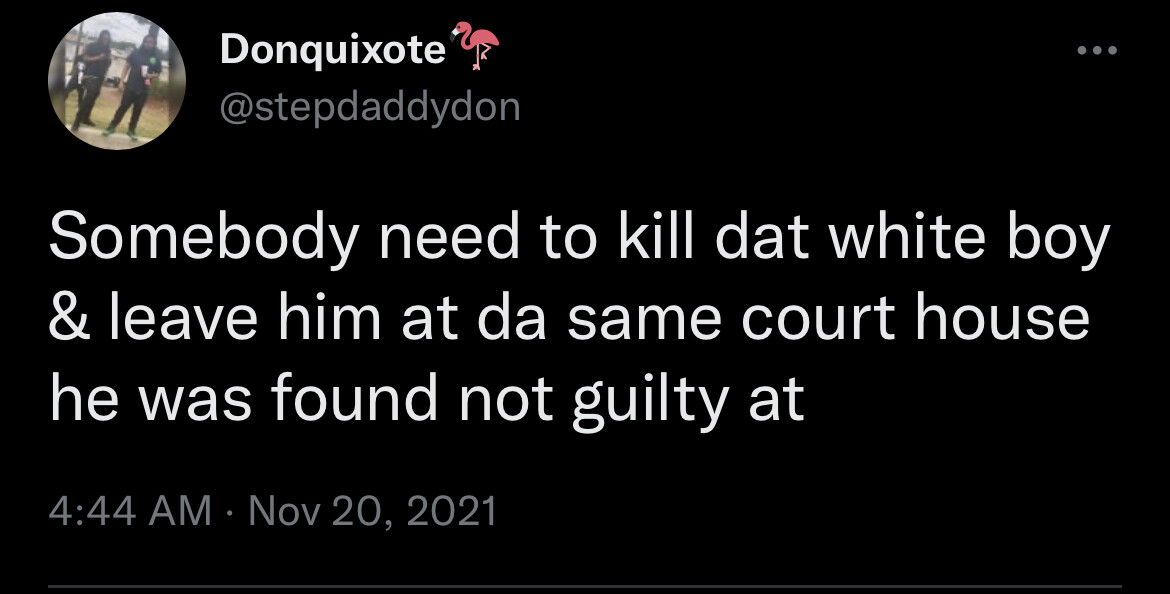 Donquixote🦩
@stepdaddydon
Somebody need to kill dat white boy
& leave him at da same court house
he was found not guilty at
4:44 AM · Nov 20, 2021